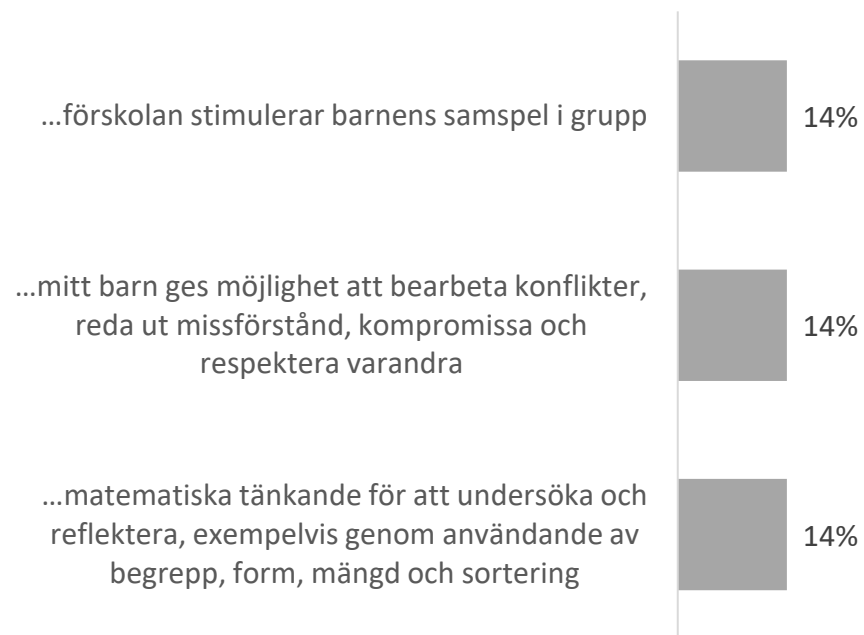 …förskolan stimulerar barnens samspel i grupp
14%
…mitt barn ges möjlighet att bearbeta konflikter,
reda ut missförstånd, kompromissa och
respektera varandra
14%
…matematiska tänkande för att undersöka och
reflektera, exempelvis genom användande av
begrepp, form, mängd och sortering
14%